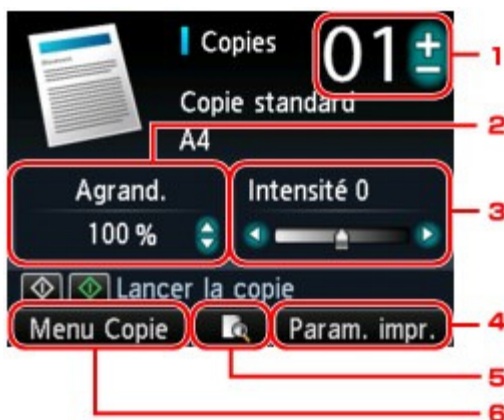 Copies 01
1
Copie standard
2
A4
Agrand.
Intensité 0
3
100 %
Lancer la copie
Menu Copie
Param. impr.
4
5
6